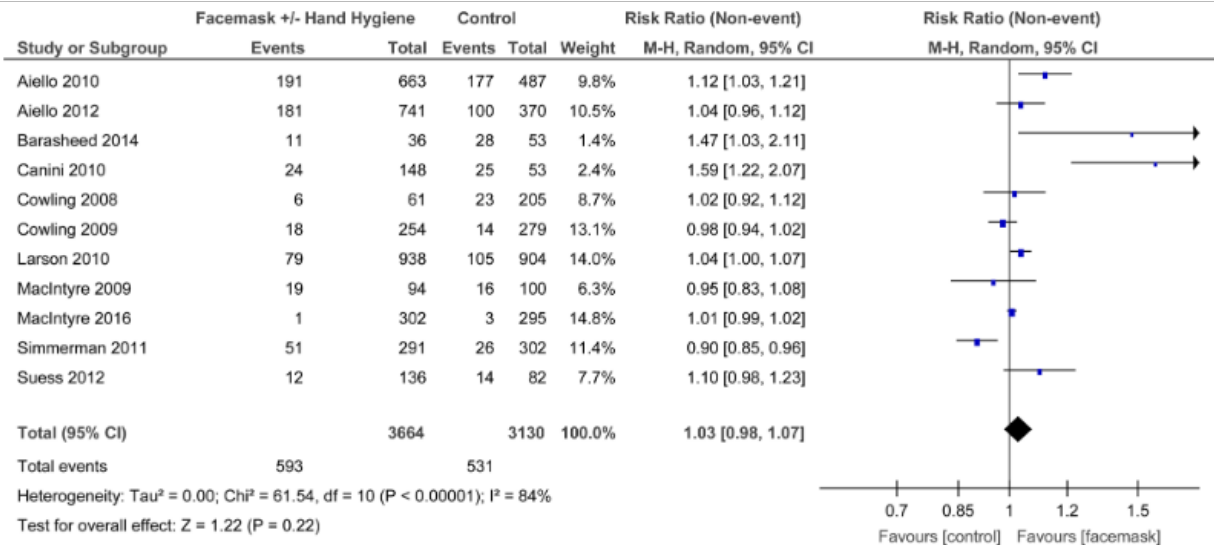 Facemask +/- Hand Hygiene Control Risk Ratio (Non-event) Risk Ratio (Non-event)
Study or Subgroup Events Total Events Total Weight M-H, Random, 95% CI M-H, Random, 95% CI
Aiello 2010 191 663 177 487 9.8% 1.12 [1.03, 1.21]
Aiello 2012 181 741 100 370 10.5% 1.04 [0.96, 1.12]
Barasheed 2014 11 36 28 53 1.4% 1.47 [1.03, 2.11]
Canini 2010 24 148 25 53 2.4% 1.59 [1.22, 2.07]
Cowling 2008 6 61 23 205 8.7% 1.02 [0.92, 1.12]
Cowling 2009 18 254 14 279 13.1% 0.98 [0.94, 1.02]
Larson 2010 79 938 105 904 14.0% 1.04 [1.00, 1.07]
MacIntyre 2009 19 94 16 100 6.3% 0.95 [0.83, 1.08]
MacIntyre 2016 1 302 3 295 14.8% 1.01 [0.99, 1.02]
Simmerman 2011 51 291 26 302 11.4% 0.90 [0.85, 0.96]
Suess 2012 12 136 14 82 7.7% 1.10 [0.98, 1.23]
Total (95% CI) 3664 3130 100.0% 1.03 [0.98, 1.07]
Total events 593 531
Heterogeneity: Tau² = 0.00; Chi² = 61.54, df = 10 (P < 0.00001); I² = 84%
Test for overall effect: Z = 1.22 (P = 0.22)
0.7 0.85 1 1.2 1.5
Favours [control] Favours [facemask]